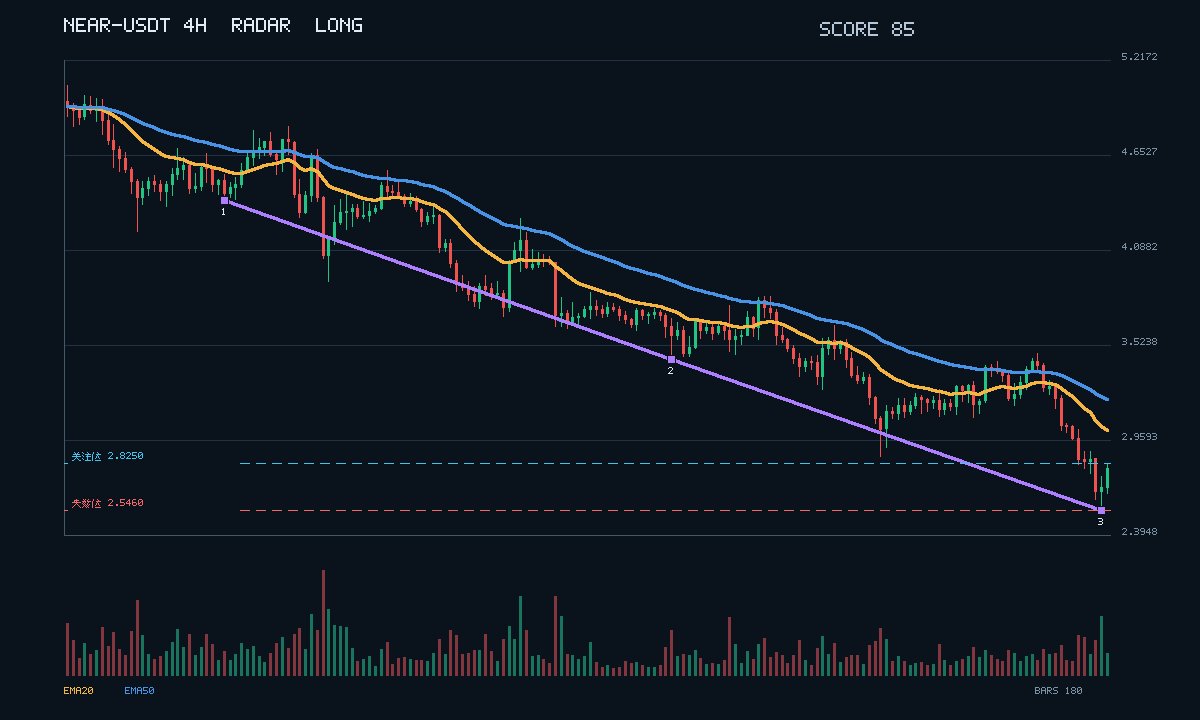 NEAR-USDT 4H  RADAR  LONG
SCORE 85
5.2172
4.6527
4.0882
3.5238
2.9593
2.3948
关注位 2.8250
失效位 2.5460
1
2
3
EMA20
EMA50
BARS 180